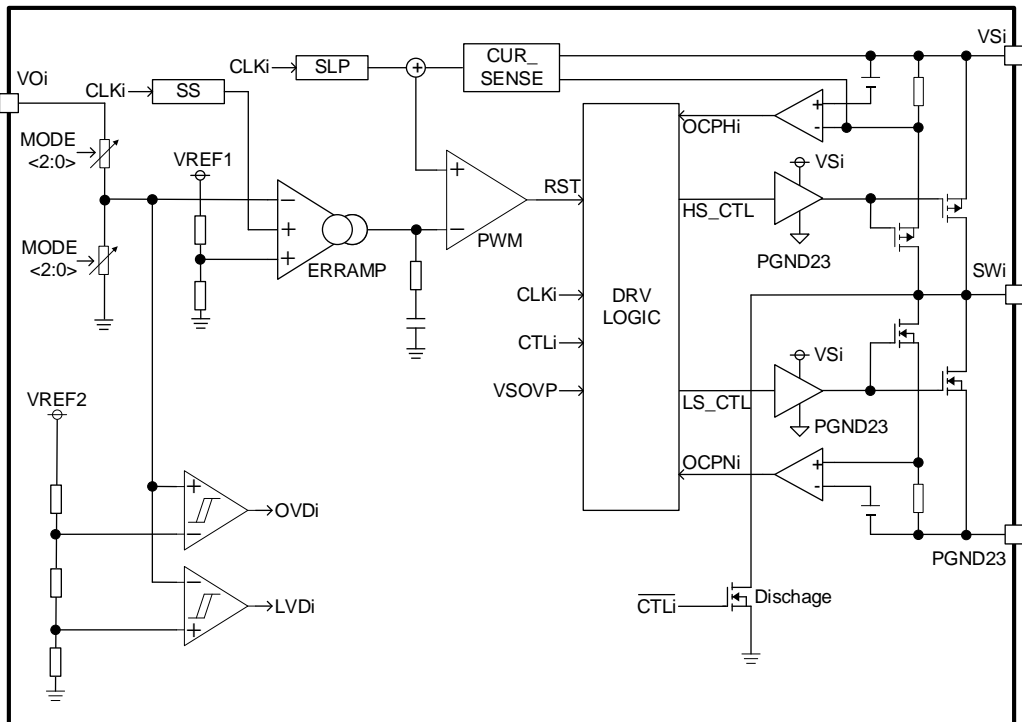 VSi
CUR_
SENSE
CLKi
SLP
VOi
CLKi
SS
OCPHi
MODE
<2:0>
VREF1
VSi
RST
HS_CTL
PWM
PGND23
MODE
<2:0>
ERRAMP
SWi
CLKi
DRV
LOGIC
CTLi
VSi
VSOVP
LS_CTL
PGND23
VREF2
OCPNi
OVDi
PGND23
LVDi
CTLi
Dischage